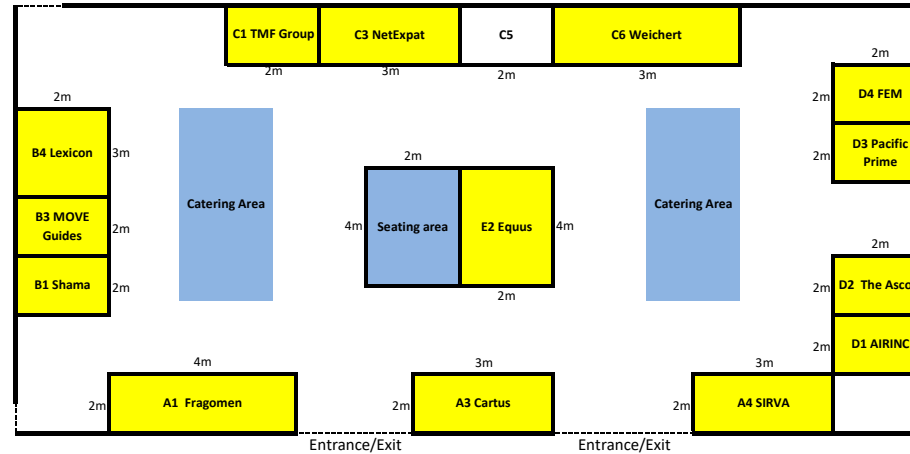 C1 TMF Group
C3 NetExpat
C5
C6 Weichert
2m
3m
2m
3m
2m
2m
D4 FEM
2m
D3 Pacific
Prime
2m
2m
B4 Lexicon
3m
B3 MOVE
Guides
2m
B1 Shama
2m
Catering Area
2m
4m
Seating area
E2 Equus
4m
2m
Catering Area
2m
2m
D2 The Asco
2m
D1 AIRINC
4m
2m
A1 Fragomen
3m
2m
A3 Cartus
3m
2m
A4 SIRVA
Entrance/Exit
Entrance/Exit